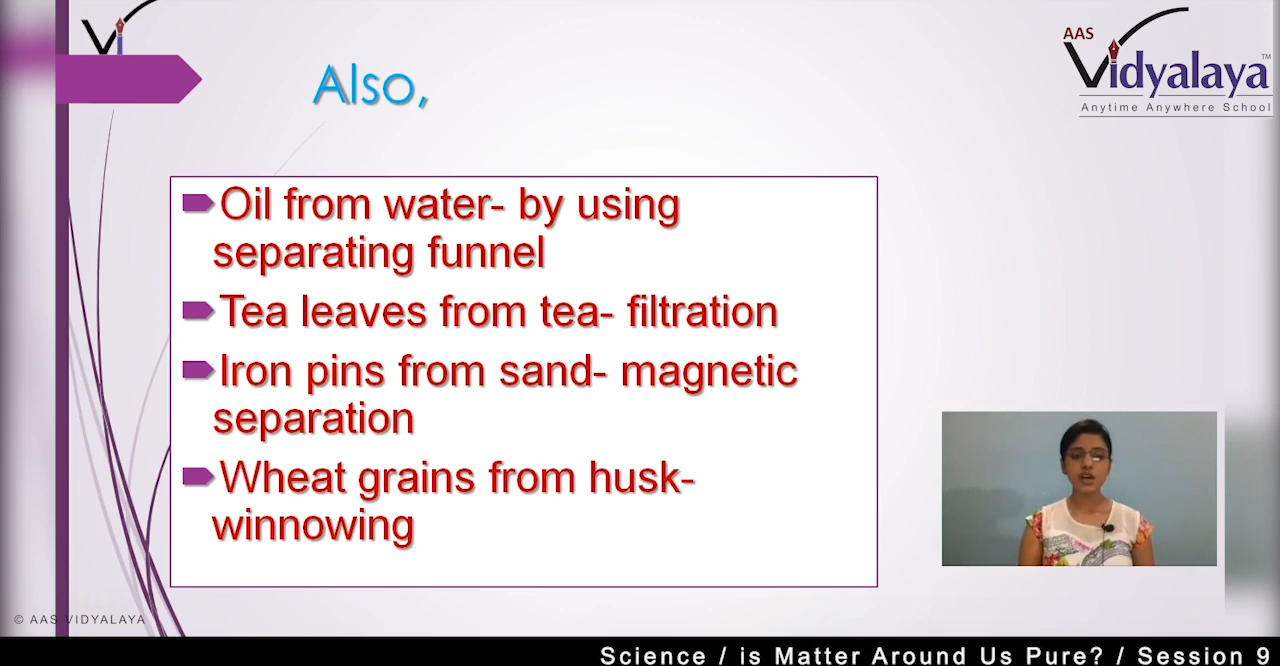 Vi
AAS
Vidyalaya™
Anytime Anywhere School
Also,
Oil from water- by using
separating funnel
Tea leaves from tea- filtration
Iron pins from sand- magnetic
separation
Wheat grains from husk-
winnowing
© AAS VIDYALAYA
Science / is Matter Around Us Pure? / Session 9